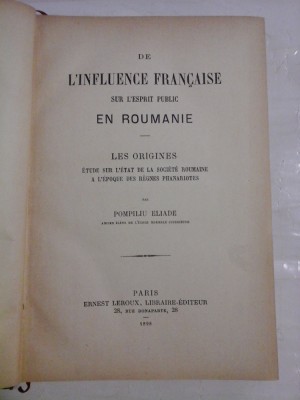 DE
L'INFLUENCE FRANÇAISE
SUR L'ESPRIT PUBLIC
EN ROUMANIE
LES ORIGINES
ÉTUDE SUR L'ÉTAT DE LA SOCIÉTÉ ROUMAINE
A L'ÉPOQUE DES RÈGNES PHANARIOTES
PAR
POMPILIU ELIADE
ANCIEN ÉLÈVE DE L'ÉCOLE NORMALE SUPÉRIEURE
PARIS
ERNEST LEROUX, LIBRAIRE-ÉDITEUR
28, RUE BONAPARTE, 28
1898